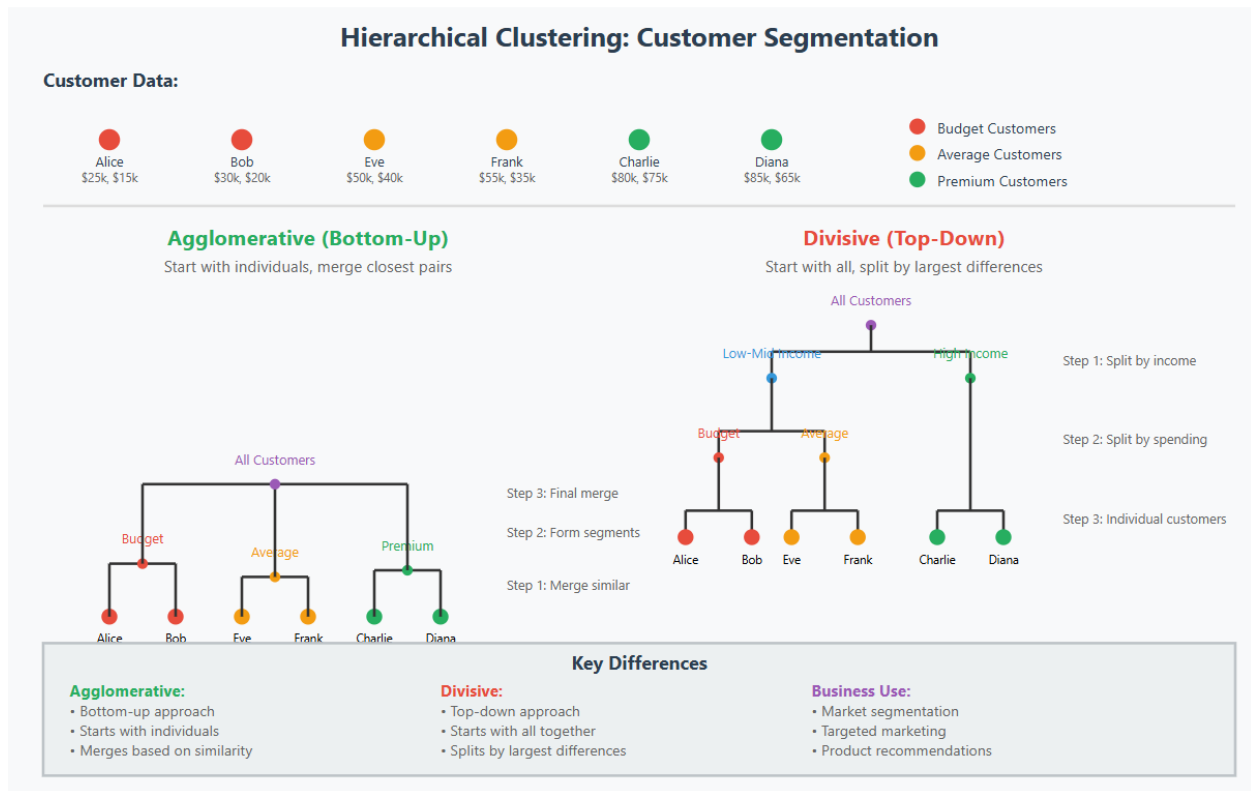 Hierarchical Clustering: Customer Segmentation
Customer Data:
Alice
$25k, $15k
Bob
$30k, $20k
Eve
$50k, $40k
Frank
$55k, $35k
Charlie
$80k, $75k
Diana
$85k, $65k
Budget Customers
Average Customers
Premium Customers
Agglomerative (Bottom-Up)
Start with individuals, merge closest pairs
All Customers
Budget
Average
Premium
Alice
Bob
Eve
Frank
Charlie
Diana
Step 3: Final merge
Step 2: Form segments
Step 1: Merge similar
Divisive (Top-Down)
Start with all, split by largest differences
All Customers
Low-Mid Income
High Income
Budget
Average
Alice
Bob
Eve
Frank
Charlie
Diana
Step 1: Split by income
Step 2: Split by spending
Step 3: Individual customers
Key Differences
Agglomerative:
• Bottom-up approach
• Starts with individuals
• Merges based on similarity
Divisive:
• Top-down approach
• Starts with all together
• Splits by largest differences
Business Use:
• Market segmentation
• Targeted marketing
• Product recommendations